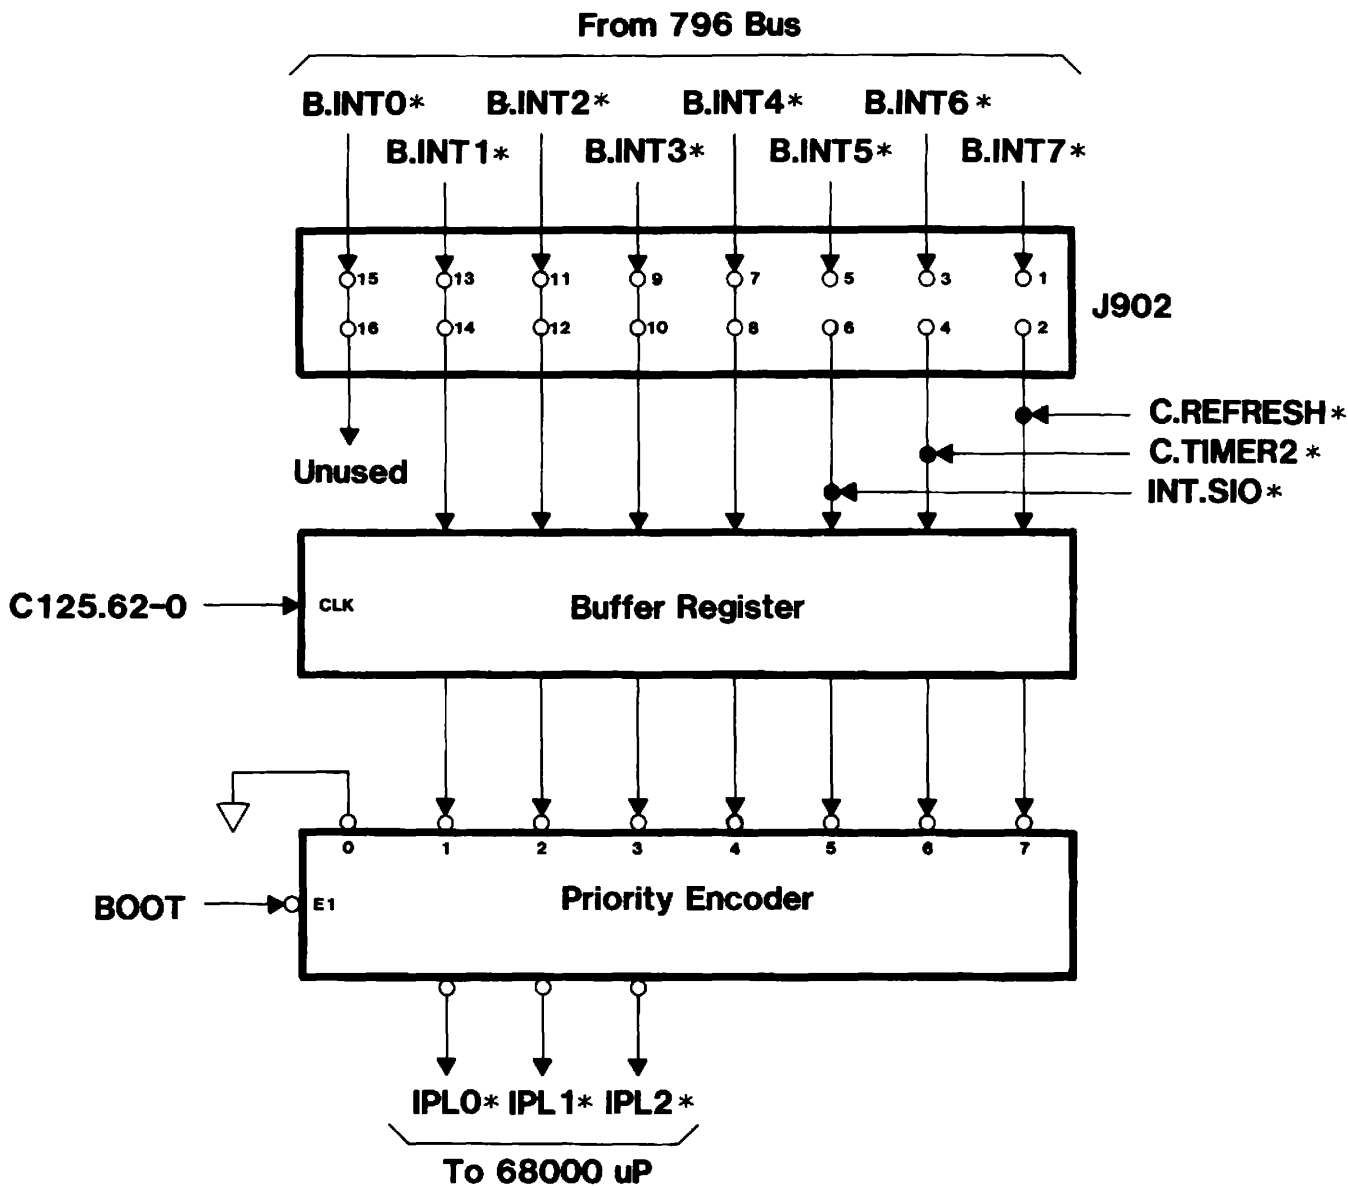 From 796 Bus
B.INT0* B.INT2* B.INT4* B.INT6*
B.INT1* B.INT3* B.INT5* B.INT7*
15 13 11 9 7 5 3 1
J902
16 14 12 10 8 6 4 2
C.REFRESH*
C.TIMER2*
Unused
INT.SIO*
C125.62-0
CLK
Buffer Register
0 1 2 3 4 5 6 7
BOOT
E1
Priority Encoder
IPL0* IPL1* IPL2*
To 68000 uP